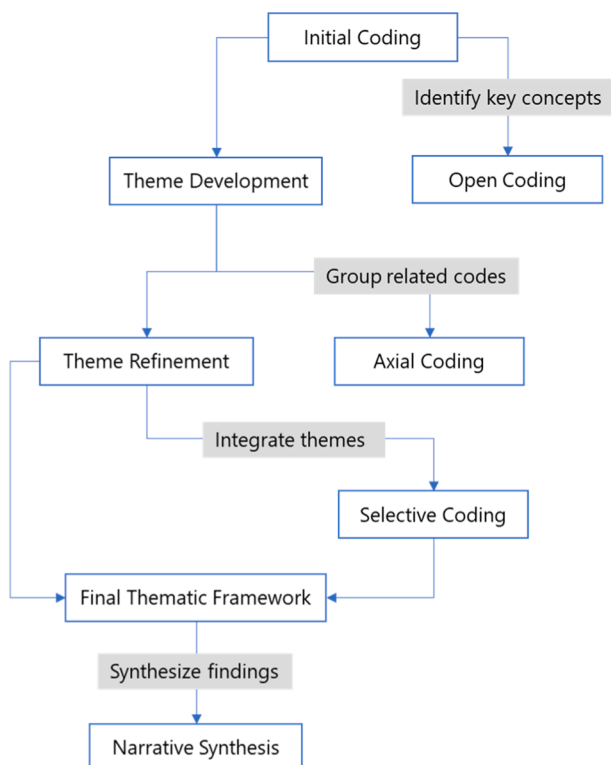 Initial Coding
Identify key concepts
Theme Development
Open Coding
Group related codes
Theme Refinement
Axial Coding
Integrate themes
Selective Coding
Final Thematic Framework
Synthesize findings
Narrative Synthesis